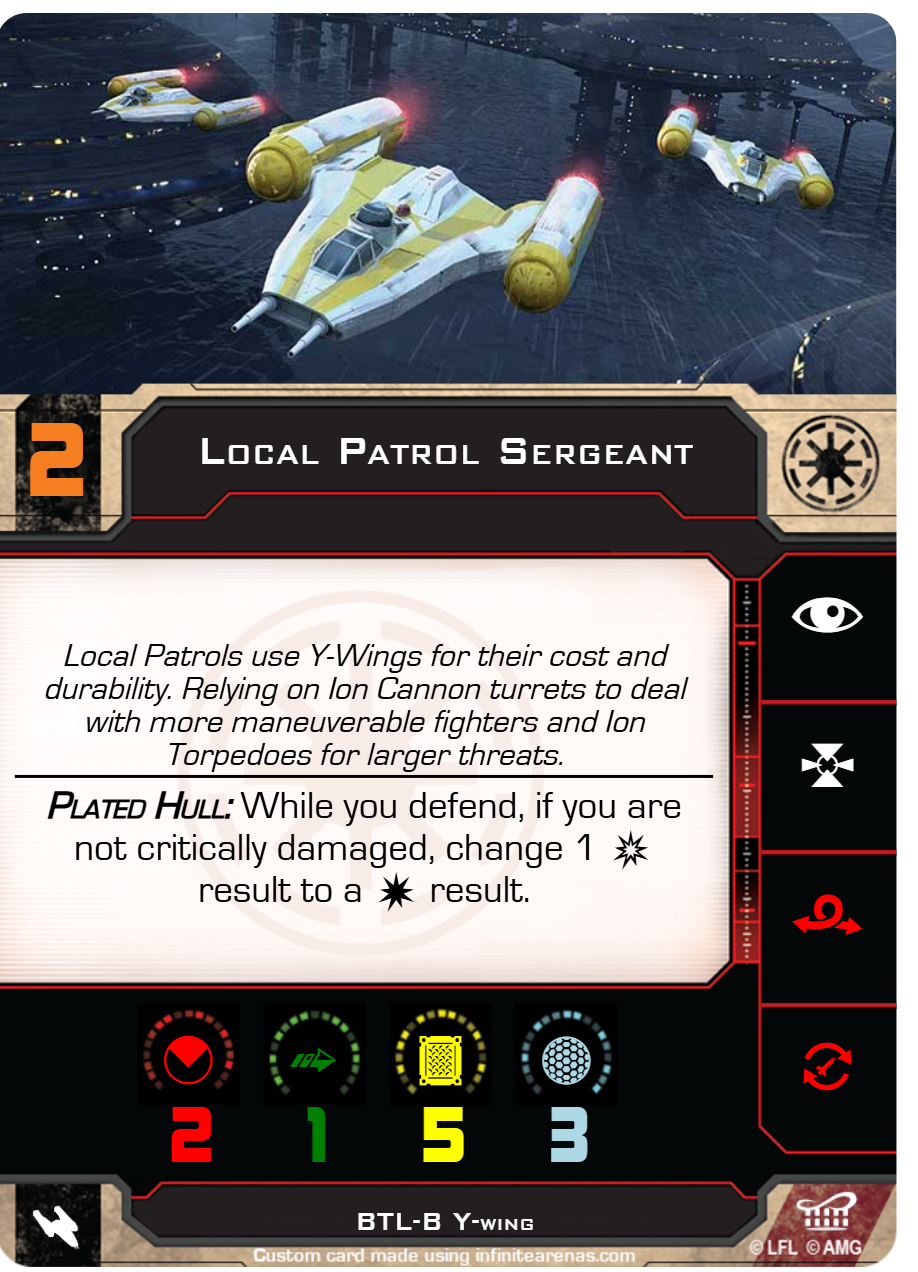 2
Local Patrol Sergeant
Local Patrols use Y-Wings for their cost and
durability. Relying on Ion Cannon turrets to deal
with more maneuverable fighters and Ion
Torpedoes for larger threats.
Plated Hull: While you defend, if you are
not critically damaged, change 1
result to a result.
2 1 5 3
BTL-B Y-wing
© LFL © AMG
Custom card made using infinitearenas.com